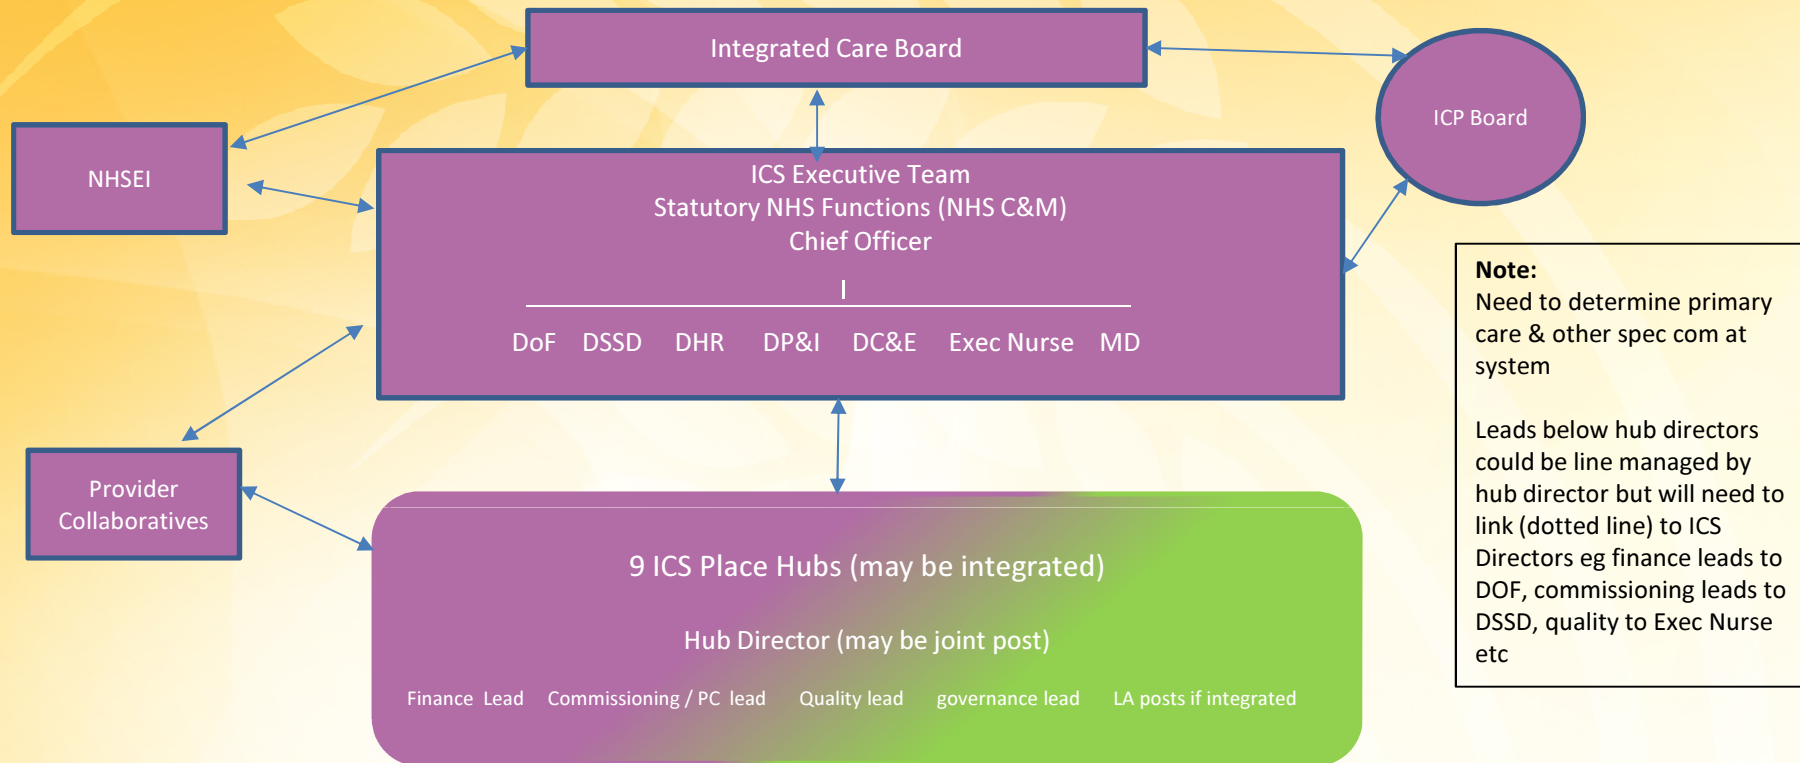 Integrated Care Board
ICP Board
NHSEI
ICS Executive Team
Statutory NHS Functions (NHS C&M)
Chief Officer
DoF DSSD DHR DP&I DC&E Exec Nurse MD
Note:
Need to determine primary
care & other spec com at
system
Leads below hub directors
could be line managed by
hub director but will need to
link (dotted line) to ICS
Directors eg finance leads to
DOF, commissioning leads to
DSSD, quality to Exec Nurse
etc
Provider
Collaboratives
9 ICS Place Hubs (may be integrated)
Hub Director (may be joint post)
Finance Lead Commissioning / PC lead Quality lead governance lead LA posts if integrated